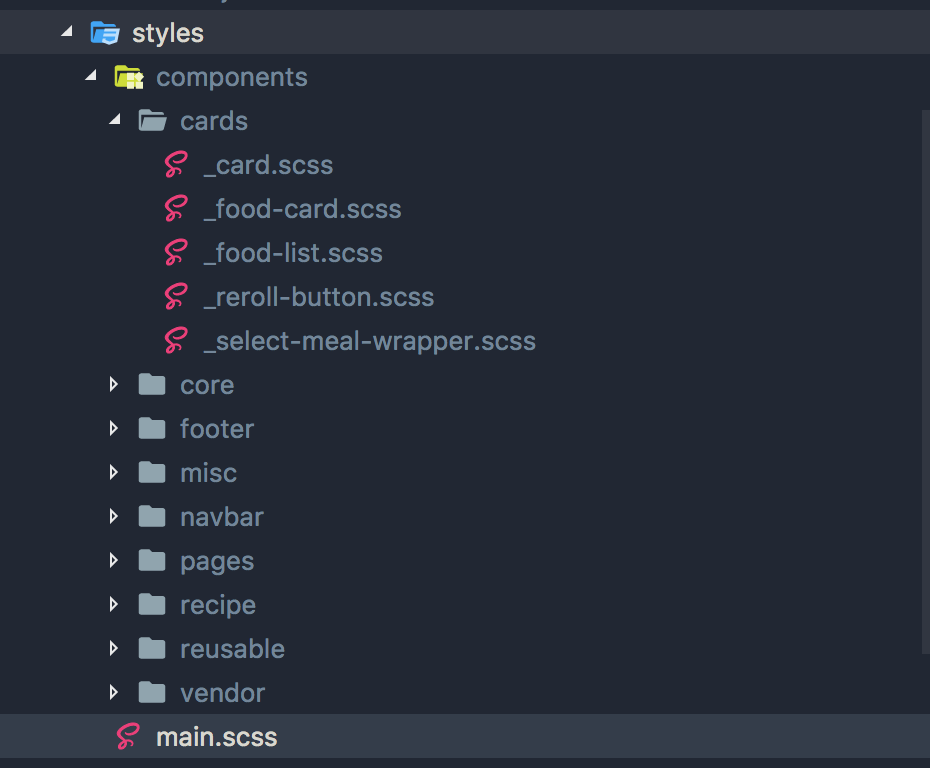 styles
components
cards
_card.scss
_food-card.scss
_food-list.scss
_reroll-button.scss
_select-meal-wrapper.scss
core
footer
misc
navbar
pages
recipe
reusable
vendor
main.scss